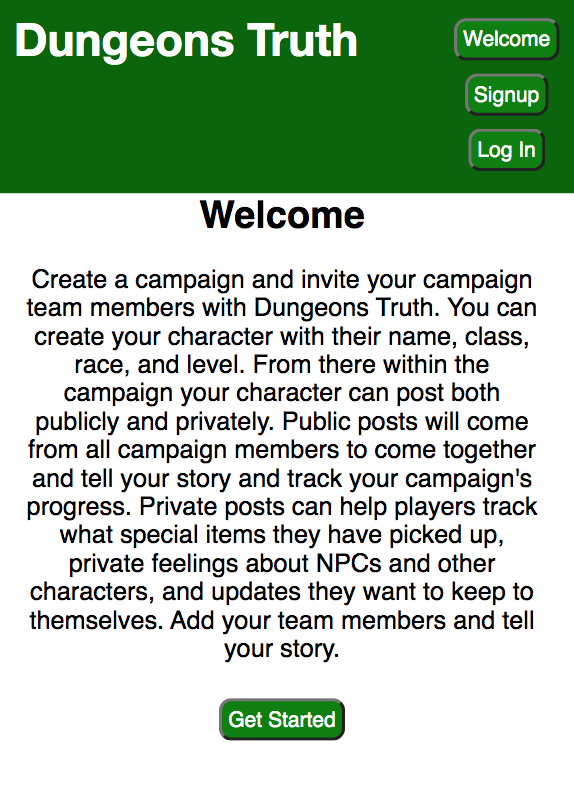 Dungeons Truth
Welcome
Signup
Log In
Welcome
Create a campaign and invite your campaign
team members with Dungeons Truth. You can
create your character with their name, class,
race, and level. From there within the
campaign your character can post both
publicly and privately. Public posts will come
from all campaign members to come together
and tell your story and track your campaign's
progress. Private posts can help players track
what special items they have picked up,
private feelings about NPCs and other
characters, and updates they want to keep to
themselves. Add your team members and tell
your story.
Get Started